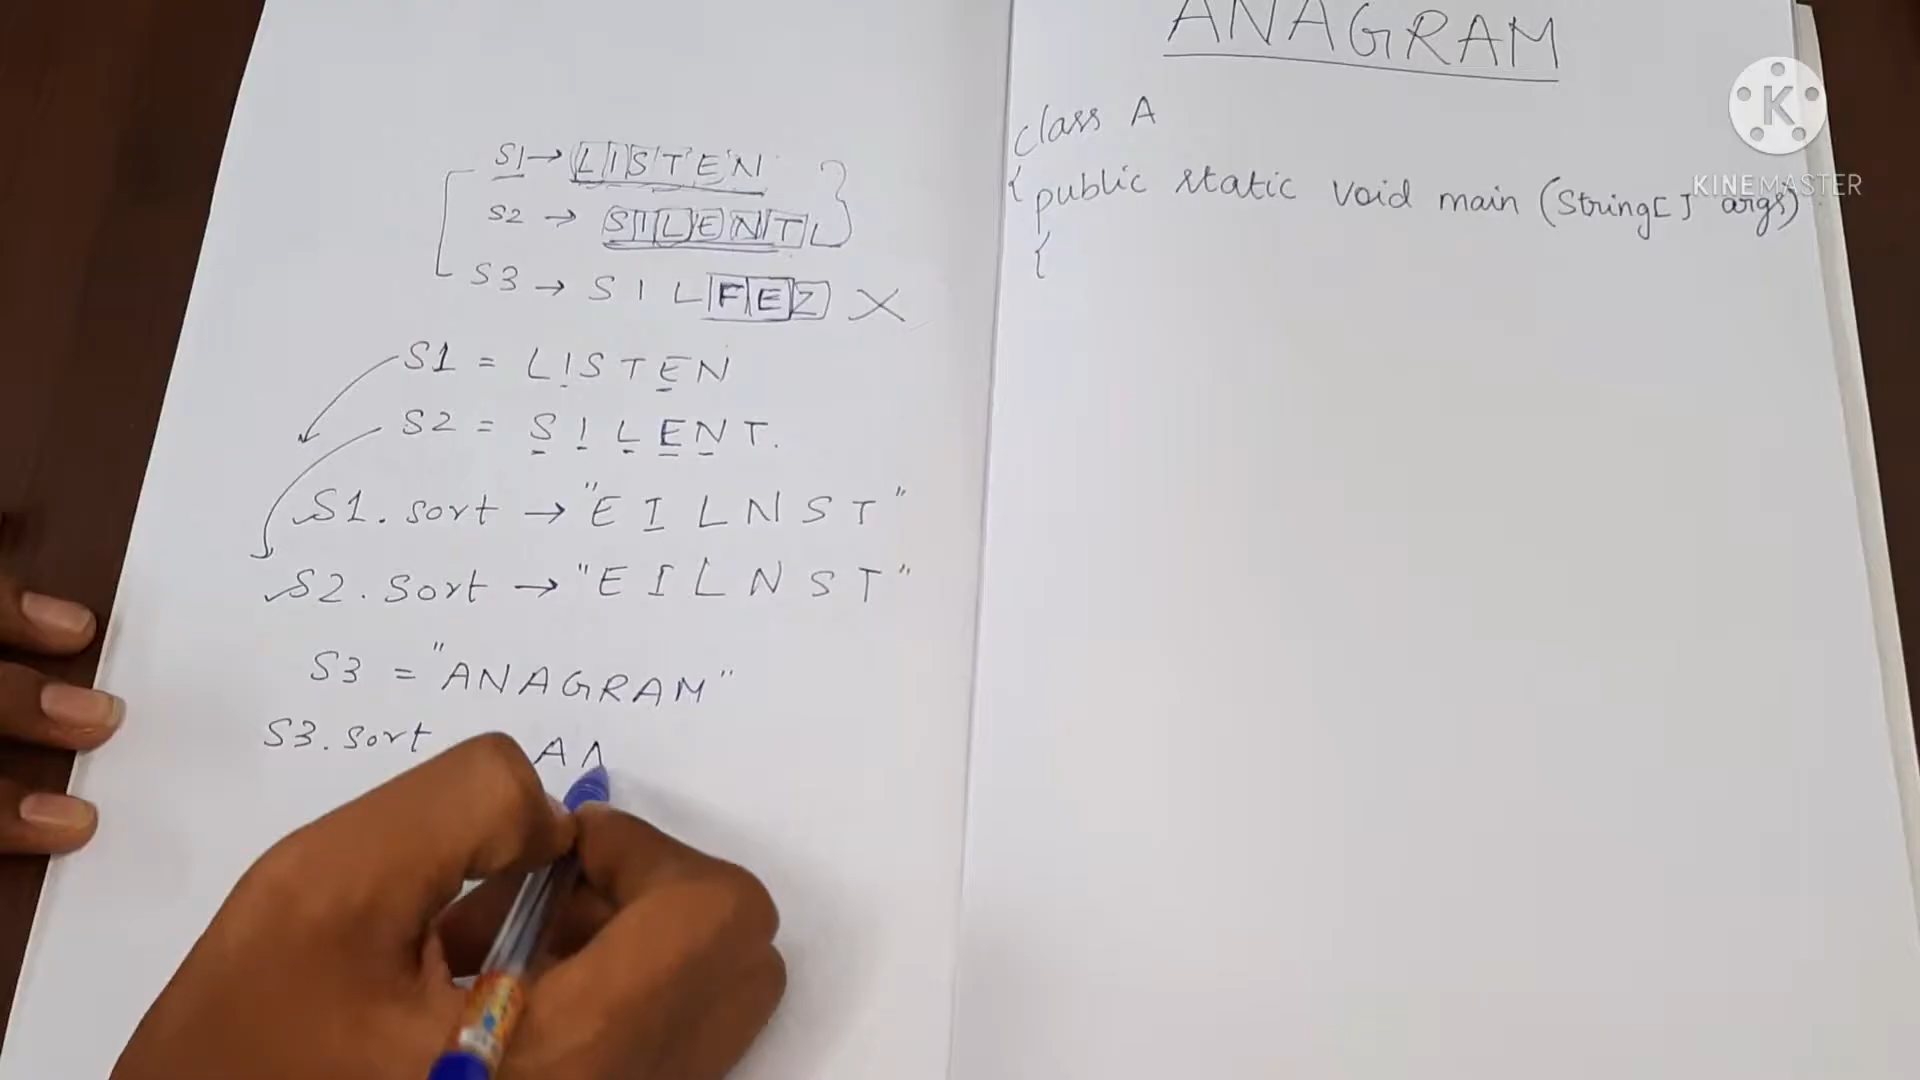 S1 → LISTEN
S2 → SILENT
S3 → SILFEZ X
S1 = LISTEN
S2 = SILENT.
S1.sort → "EILNST"
S2.sort → "EILNST"
S3 = "ANAGRAM"
S3.sort AA
ANAGRAM
class A
{ public static void main (String[] args)
{
K
KINEMASTER